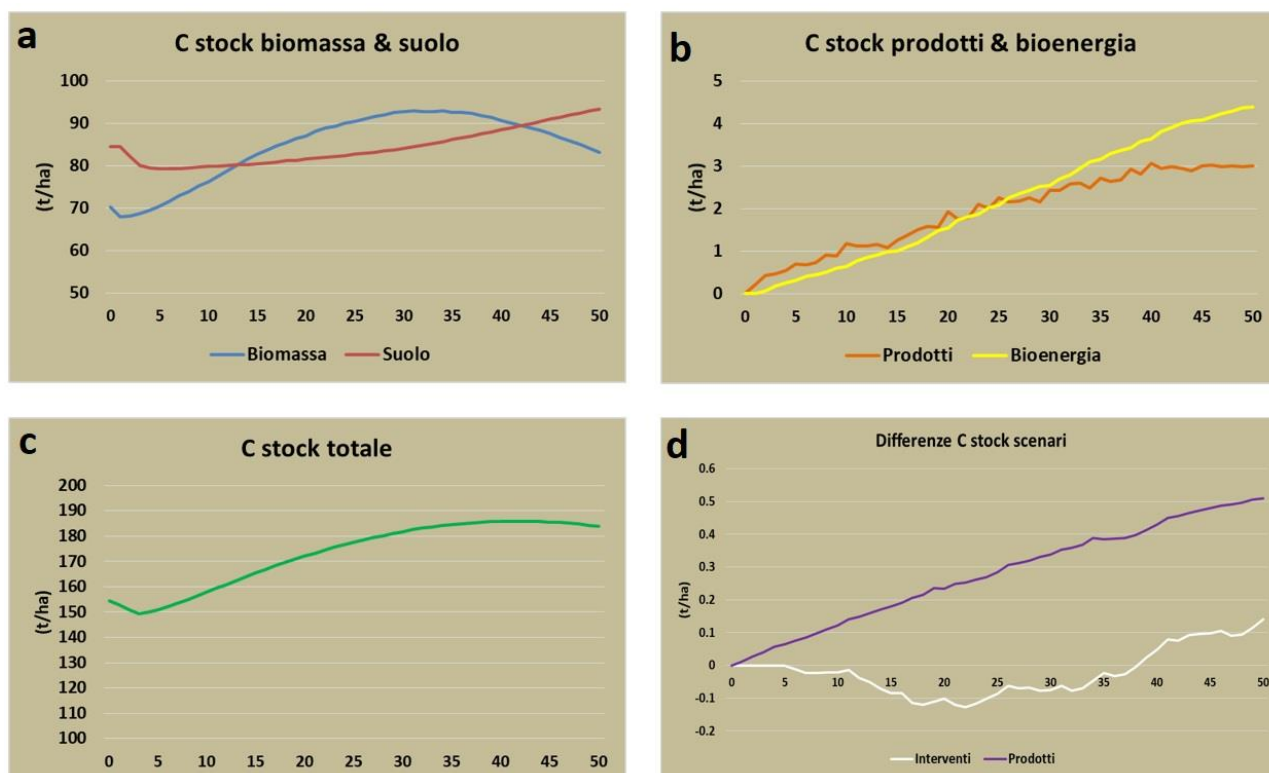 a
C stock biomassa & suolo
100
90
80
70
60
50
(t/ha)
0 5 10 15 20 25 30 35 40 45 50
Biomassa Suolo
b
C stock prodotti & bioenergia
5
4
3
2
1
0
(t/ha)
0 5 10 15 20 25 30 35 40 45 50
Prodotti Bioenergia
c
C stock totale
200
190
180
170
160
150
140
130
120
110
100
(t/ha)
0 5 10 15 20 25 30 35 40 45 50
d
Differenze C stock scenari
0.6
0.5
0.4
0.3
0.2
0.1
0
-0.1
-0.2
(t/ha)
0 5 10 15 20 25 30 35 40 45 50
Interventi Prodotti